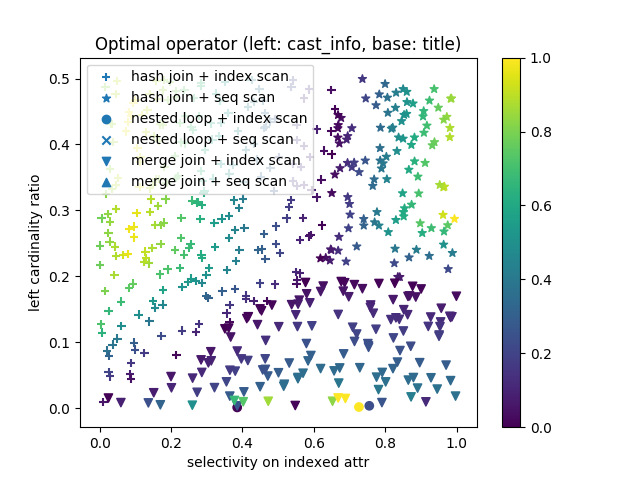 Optimal operator (left: cast_info, base: title)
hash join + index scan
hash join + seq scan
nested loop + index scan
nested loop + seq scan
merge join + index scan
merge join + seq scan
left cardinality ratio
0.5
0.4
0.3
0.2
0.1
0.0
0.0 0.2 0.4 0.6 0.8 1.0
selectivity on indexed attr
1.0
0.8
0.6
0.4
0.2
0.0